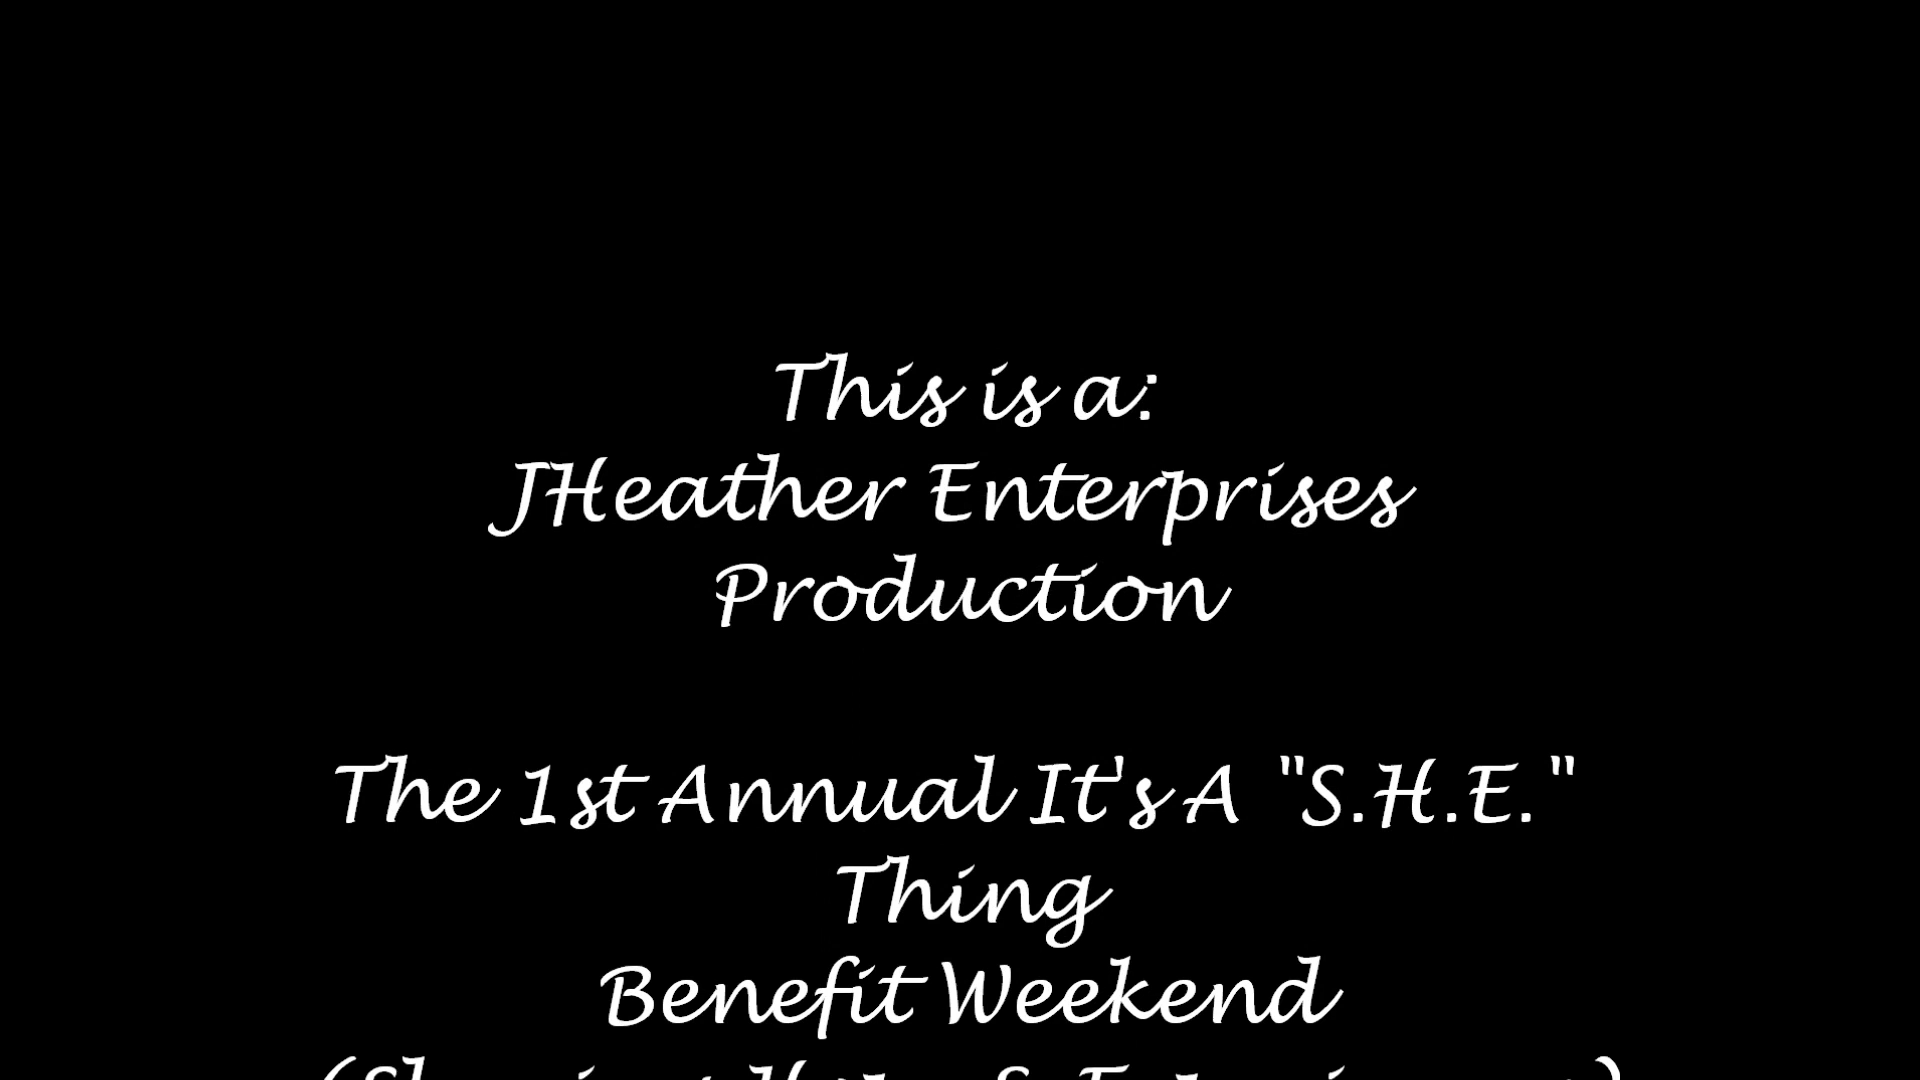 This is a:
JHeather Enterprises
Production
The 1st Annual It's A "S.H.E."
Thing
Benefit Weekend